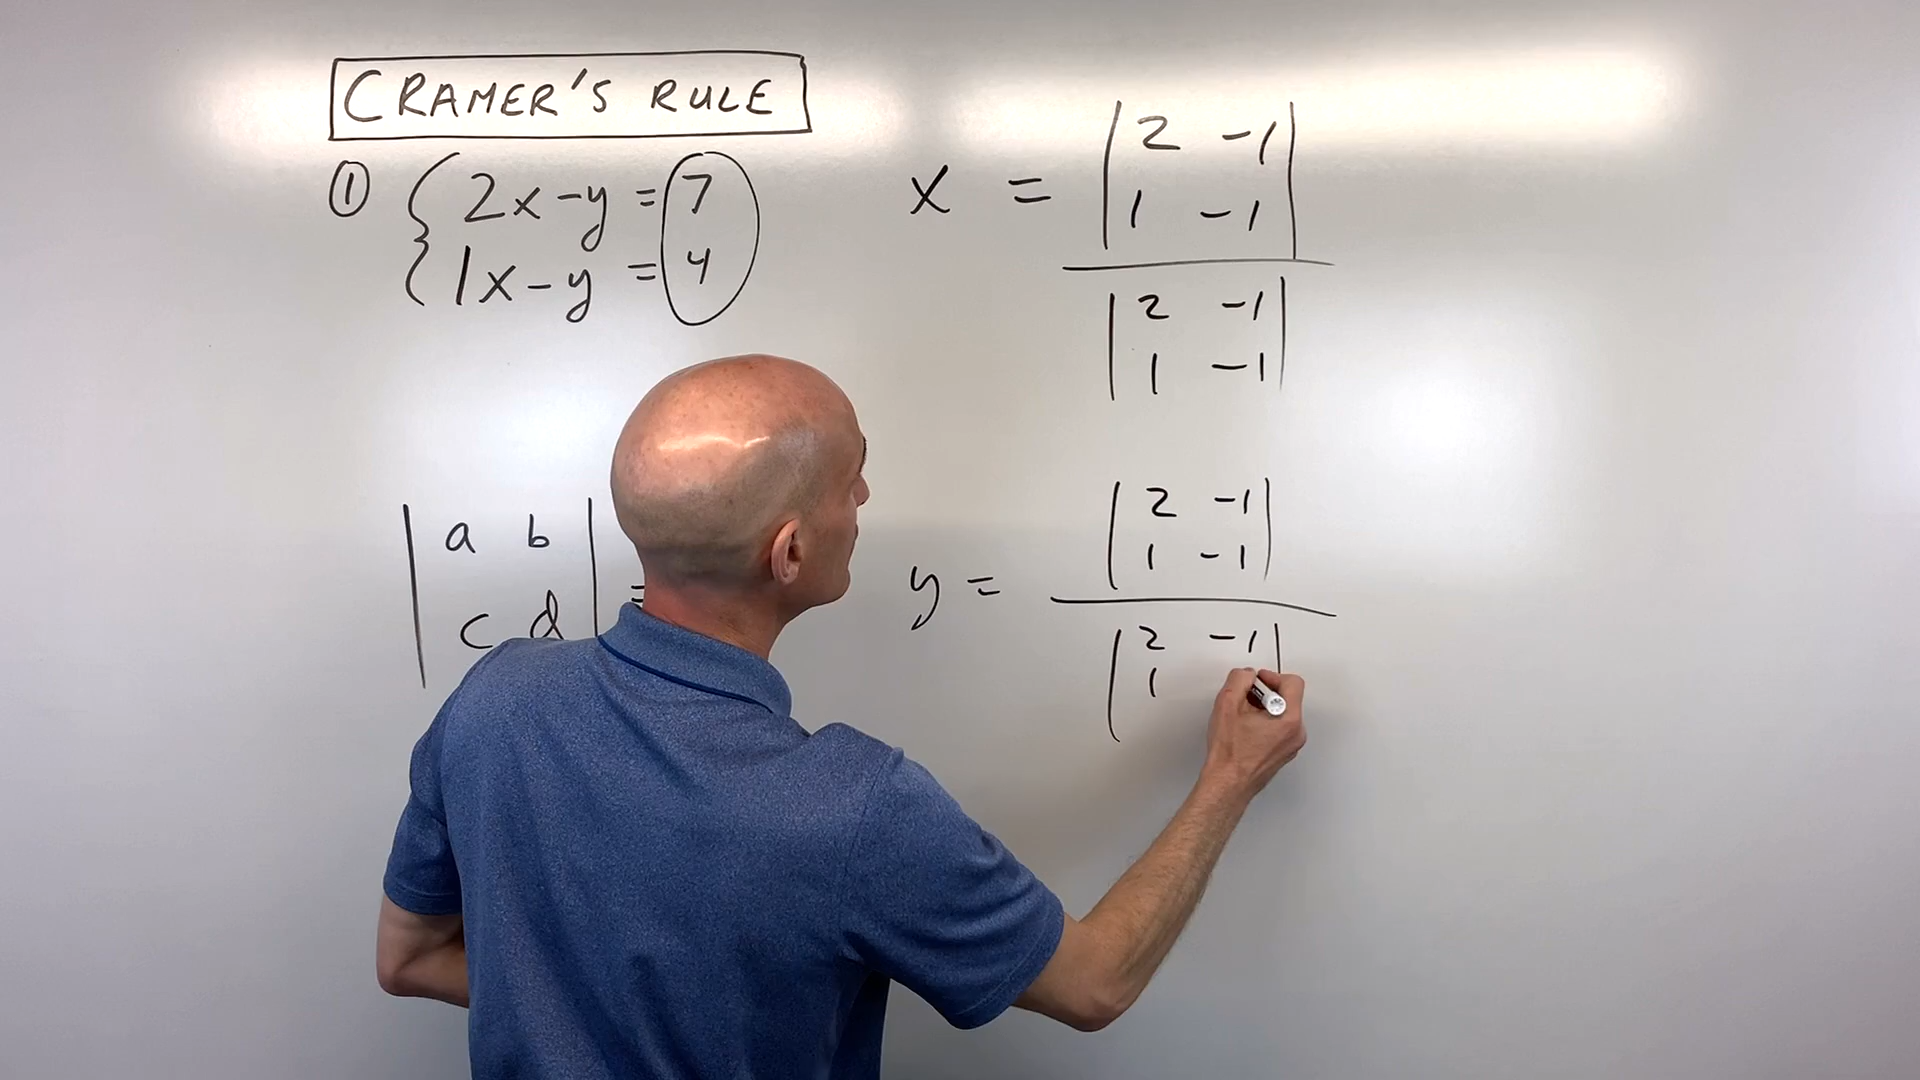 CRAMER'S RULE
① { 2x-y = 7
1x-y = 4
x = | 2 -1 |
| 1 -1 |
| 2 -1 |
| 1 -1 |
| a b | =
| c d |
y = | 2 -1 |
| 1 -1 |
| 2 -1 |
| 1